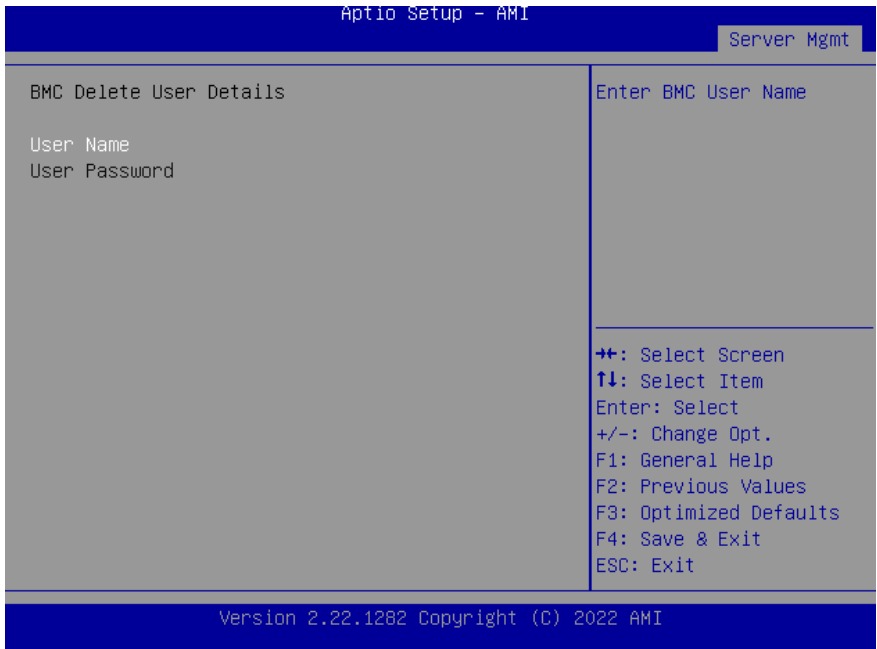 Aptio Setup – AMI
Server Mgmt
BMC Delete User Details
User Name
User Password
Enter BMC User Name
→←: Select Screen
↑↓: Select Item
Enter: Select
+/-: Change Opt.
F1: General Help
F2: Previous Values
F3: Optimized Defaults
F4: Save & Exit
ESC: Exit
Version 2.22.1282 Copyright (C) 2022 AMI